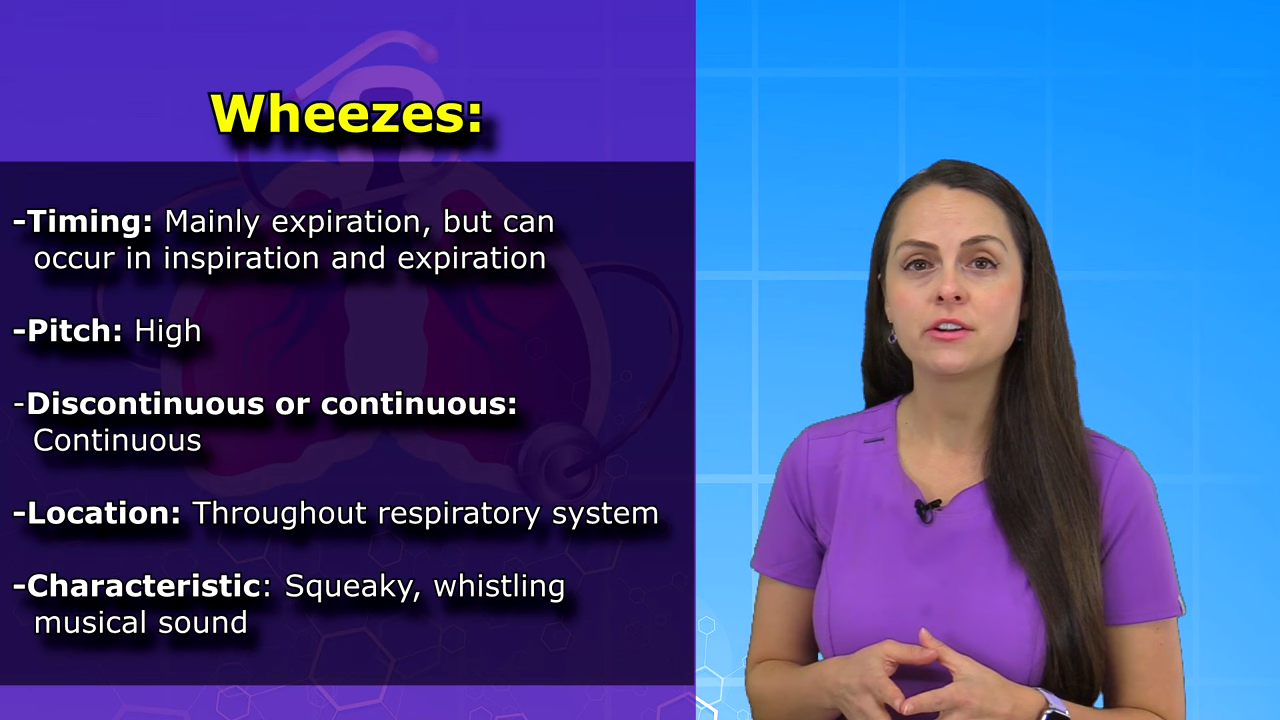 Wheezes:
-Timing: Mainly expiration, but can
occur in inspiration and expiration
-Pitch: High
-Discontinuous or continuous:
Continuous
-Location: Throughout respiratory system
-Characteristic: Squeaky, whistling
musical sound